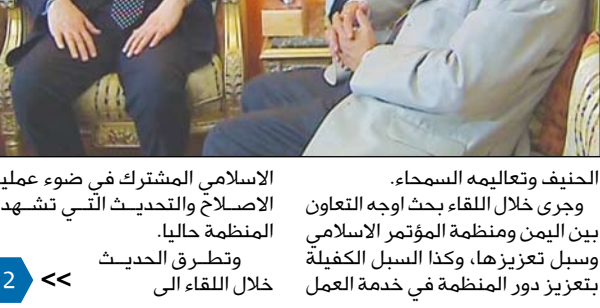 الحنيف وتعاليمه السمحاء.
وجرى خلال اللقاء بحث اوجه التعاون
بين اليمن ومنظمة المؤتمر الاسلامي
وسبل تعزيزها، وكذا السبل الكفيلة
بتعزيز دور المنظمة في خدمة العمل
الاسلامي المشترك في ضوء
الاصلاح والتحديث التي تشهد
المنظمة حاليا.
وتطرق الحديث
خلال اللقاء الى
>> 2